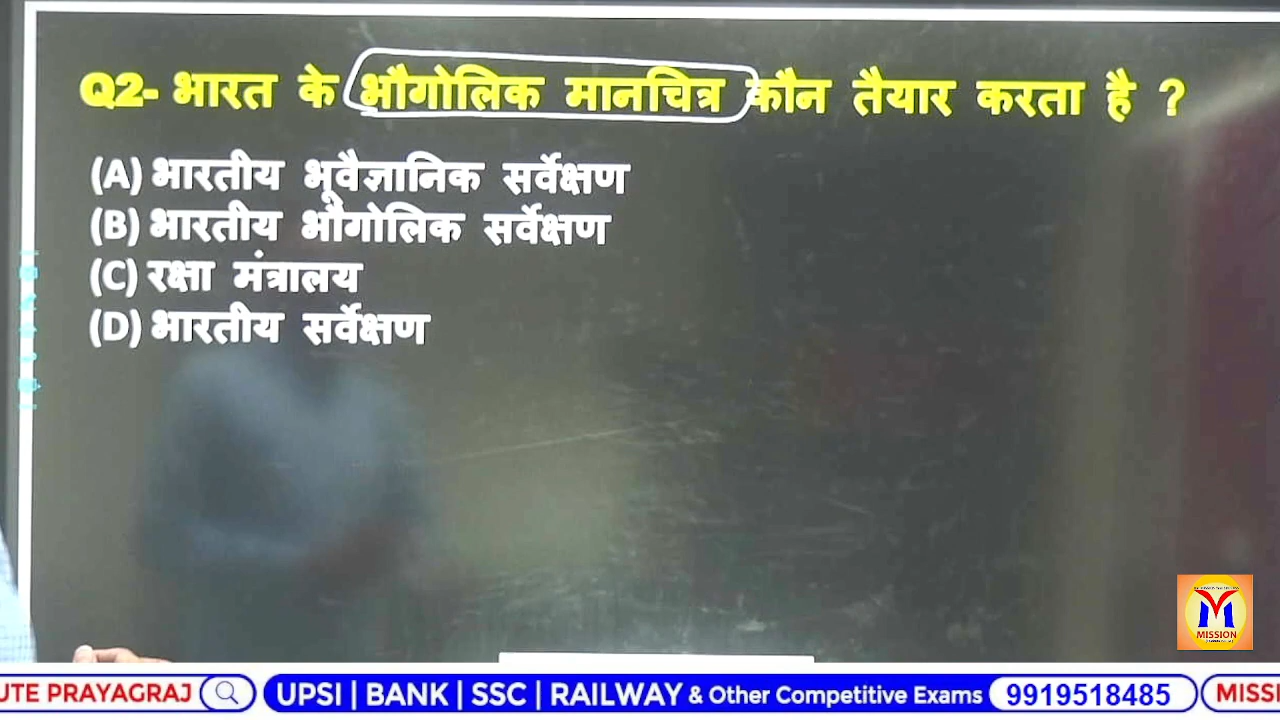 Q2- भारत के भौगोलिक मानचित्र कौन तैयार करता है ?
(A) भारतीय भूवैज्ञानिक सर्वेक्षण
(B) भारतीय भौगोलिक सर्वेक्षण
(C) रक्षा मंत्रालय
(D) भारतीय सर्वेक्षण
MISSION
UTE PRAYAGRAJ
UPSI | BANK | SSC | RAILWAY & Other Competitive Exams
9919518485
MISSI